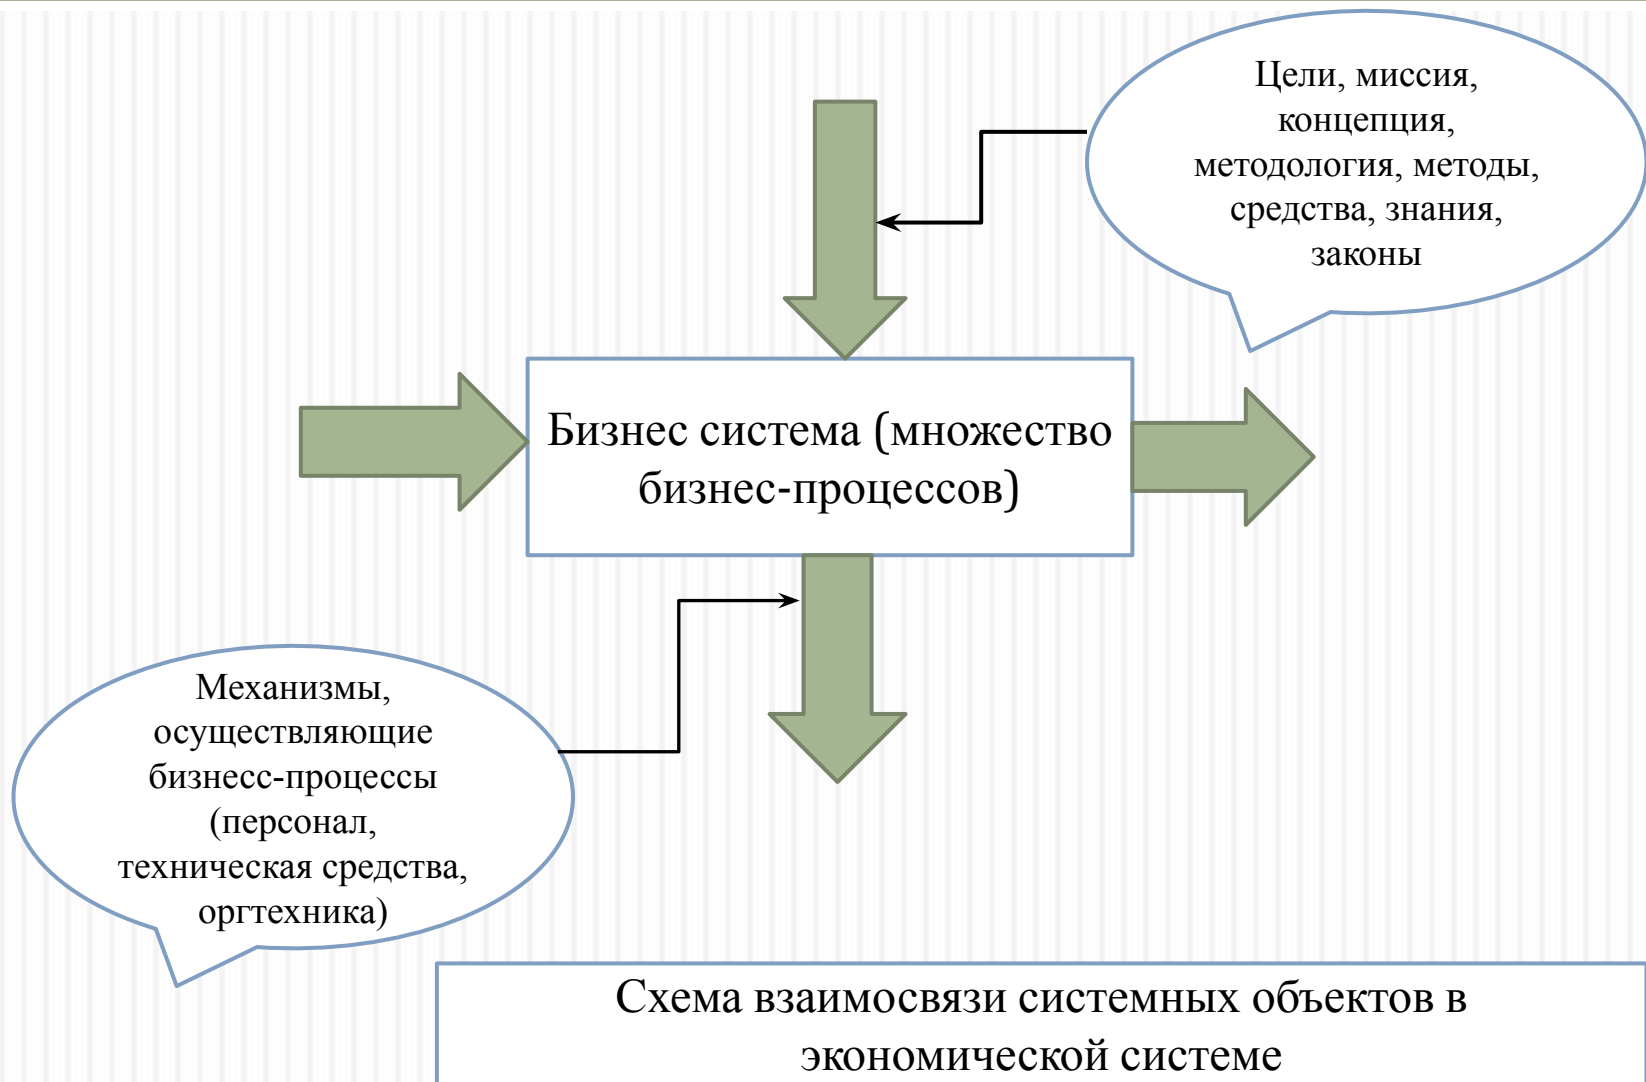 Цели, миссия,
концепция,
методология, методы,
средства, знания,
законы
Бизнес система (множество
бизнес-процессов)
Механизмы,
осуществляющие
бизнесс-процессы
(персонал,
техническая средства,
оргтехника)
Схема взаимосвязи системных объектов в
экономической системе